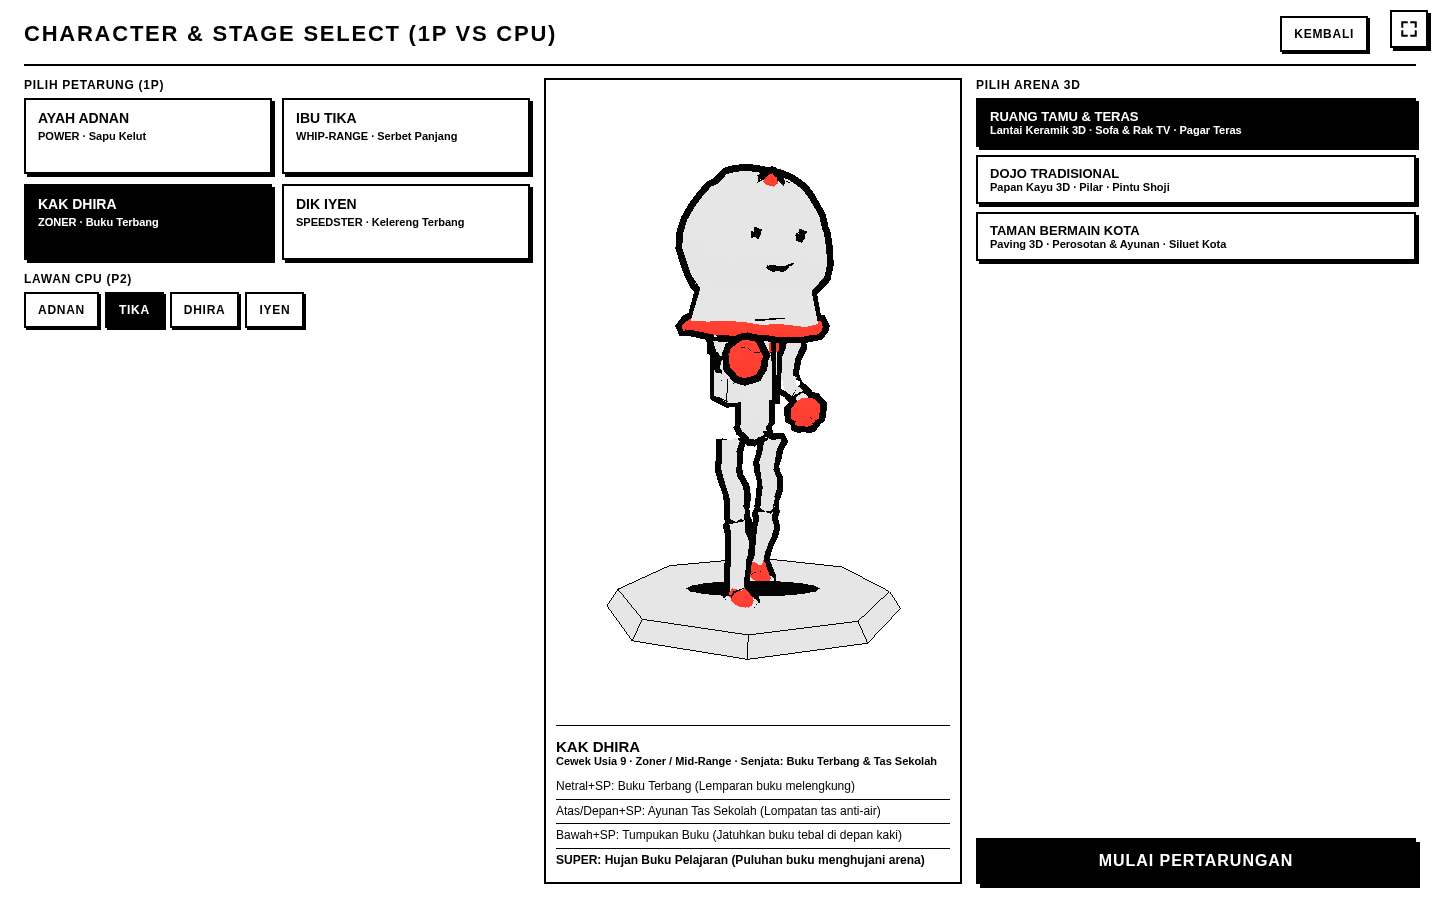 CHARACTER & STAGE SELECT (1P VS CPU)
KEMBALI
PILIH PETARUNG (1P)
AYAH ADNAN
POWER · Sapu Kelut
IBU TIKA
WHIP-RANGE · Serbet Panjang
KAK DHIRA
ZONER · Buku Terbang
DIK IYEN
SPEEDSTER · Kelereng Terbang
LAWAN CPU (P2)
ADNAN
TIKA
DHIRA
IYEN
KAK DHIRA
Cewek Usia 9 · Zoner / Mid-Range · Senjata: Buku Terbang & Tas Sekolah
Netral+SP: Buku Terbang (Lemparan buku melengkung)
Atas/Depan+SP: Ayunan Tas Sekolah (Lompatan tas anti-air)
Bawah+SP: Tumpukan Buku (Jatuhkan buku tebal di depan kaki)
SUPER: Hujan Buku Pelajaran (Puluhan buku menghujani arena)
PILIH ARENA 3D
RUANG TAMU & TERAS
Lantai Keramik 3D · Sofa & Rak TV · Pagar Teras
DOJO TRADISIONAL
Papan Kayu 3D · Pilar · Pintu Shoji
TAMAN BERMAIN KOTA
Paving 3D · Perosotan & Ayunan · Siluet Kota
MULAI PERTARUNGAN